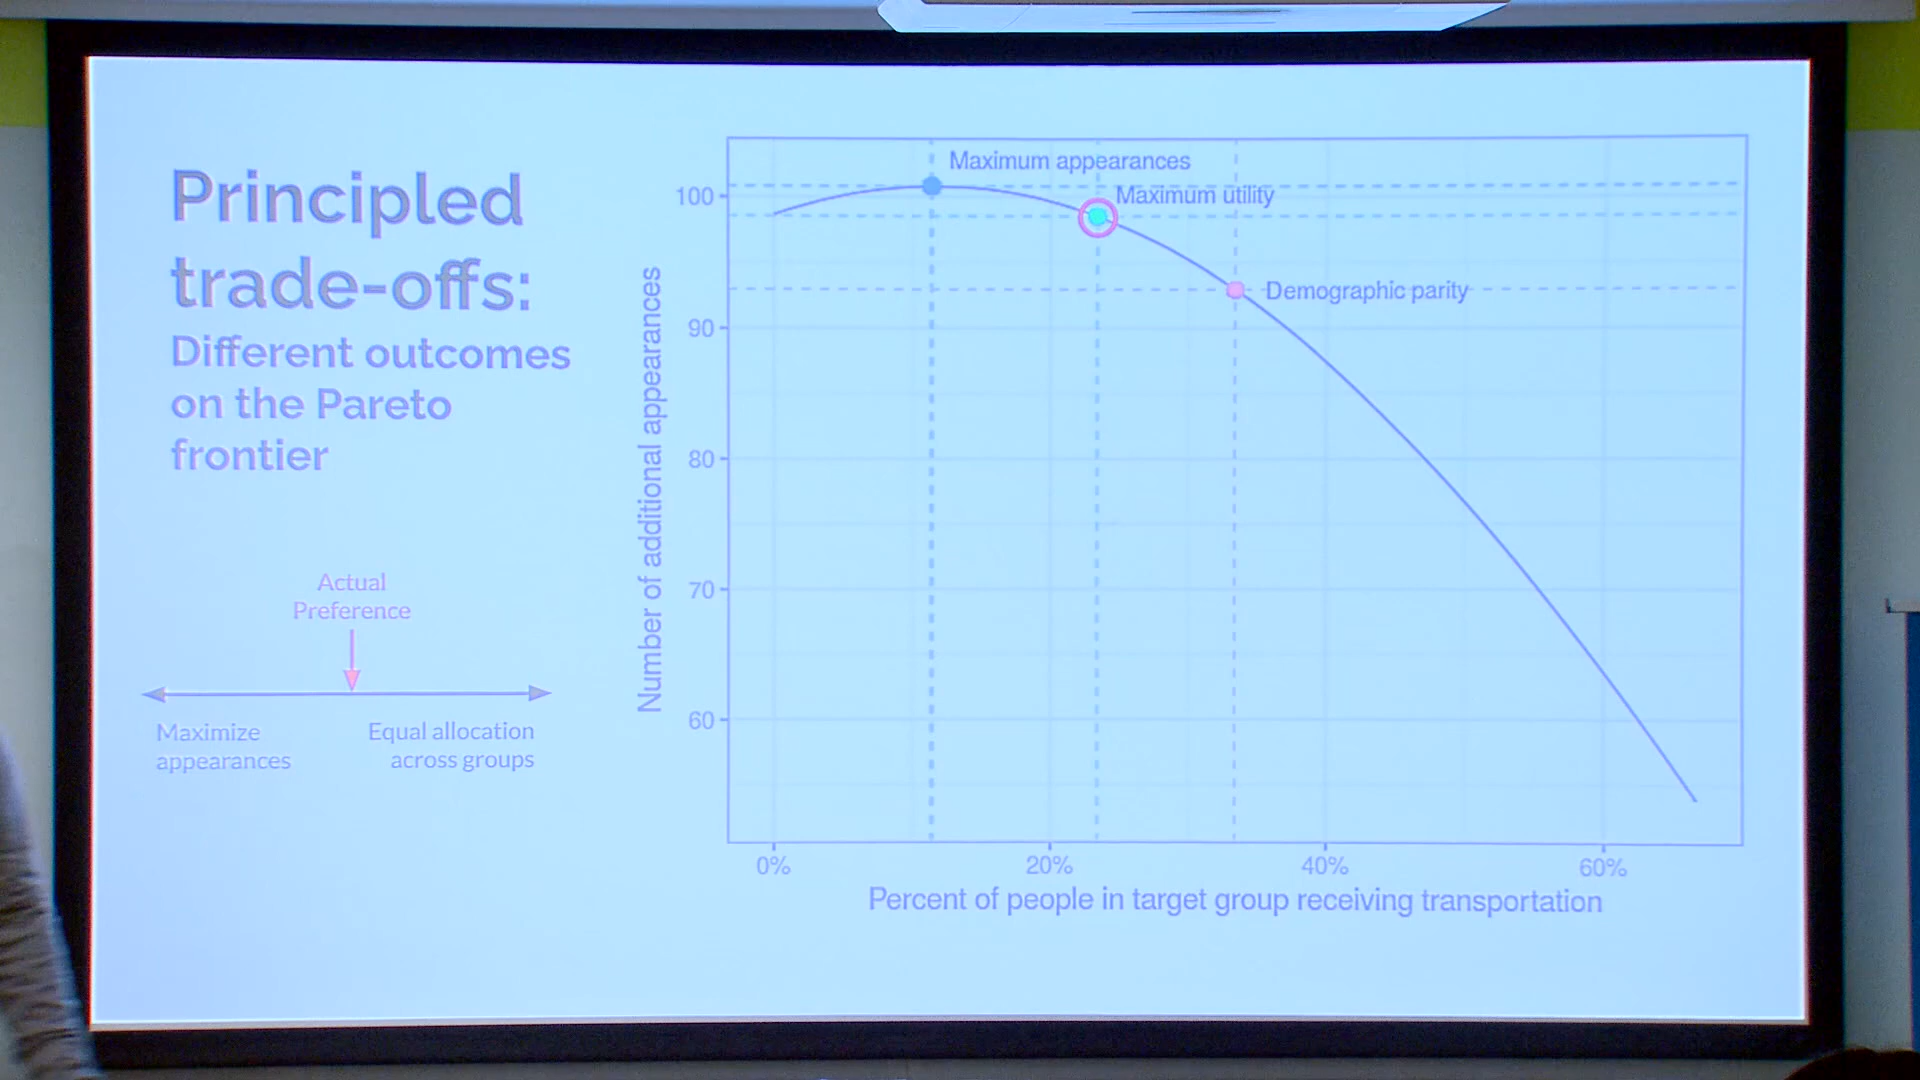 Principled
trade-offs:
Different outcomes
on the Pareto
frontier
Actual
Preference
Maximize
appearances
Equal allocation
across groups
Number of additional appearances
100
90
80
70
60
Maximum appearances
Maximum utility
Demographic parity
0%
20%
40%
60%
Percent of people in target group receiving transportation